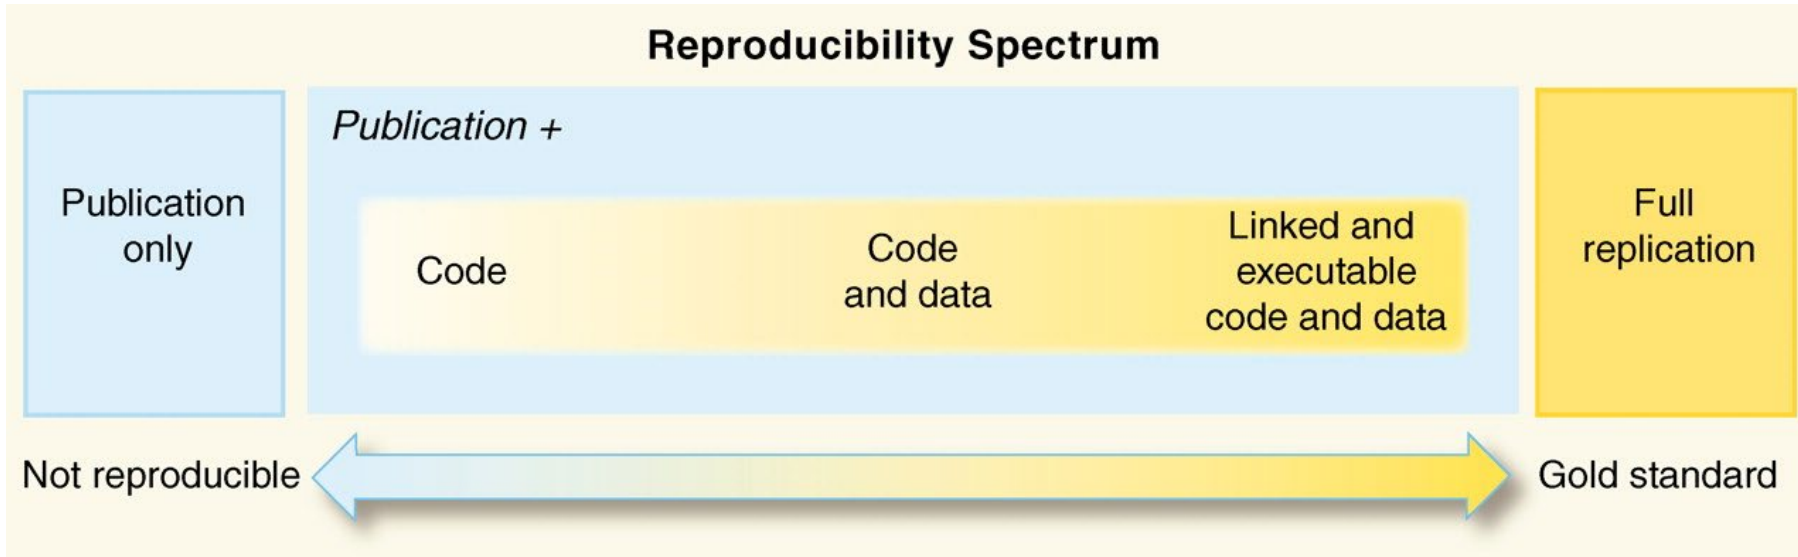 Reproducibility Spectrum
Publication
only
Publication +
Code
Code
and data
Linked and
executable
code and data
Full
replication
Not reproducible
Gold standard